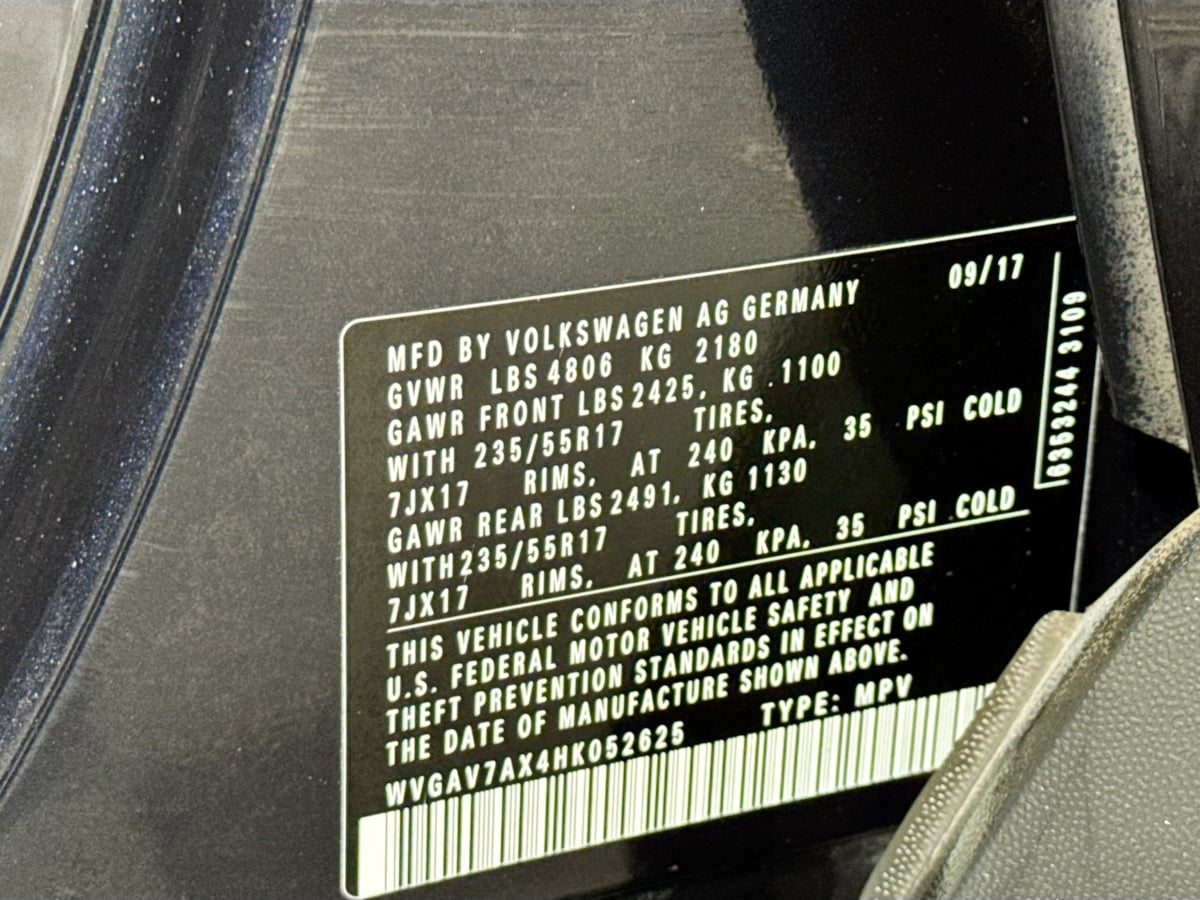 09/17
MFD BY VOLKSWAGEN AG GERMANY
GVWR LBS 4806 KG 2180
GAWR FRONT LBS 2425, KG .1100
WITH 235/55R17 TIRES,
7JX17 RIMS, AT 240 KPA, 35 PSI COLD
GAWR REAR LBS 2491, KG 1130
WITH 235/55R17 TIRES,
7JX17 RIMS, AT 240 KPA, 35 PSI COLD
THIS VEHICLE CONFORMS TO ALL APPLICABLE
U.S. FEDERAL MOTOR VEHICLE SAFETY AND
THEFT PREVENTION STANDARDS IN EFFECT ON
THE DATE OF MANUFACTURE SHOWN ABOVE.
WVGAV7AX4HK052625 TYPE: MPV
6353244 3109